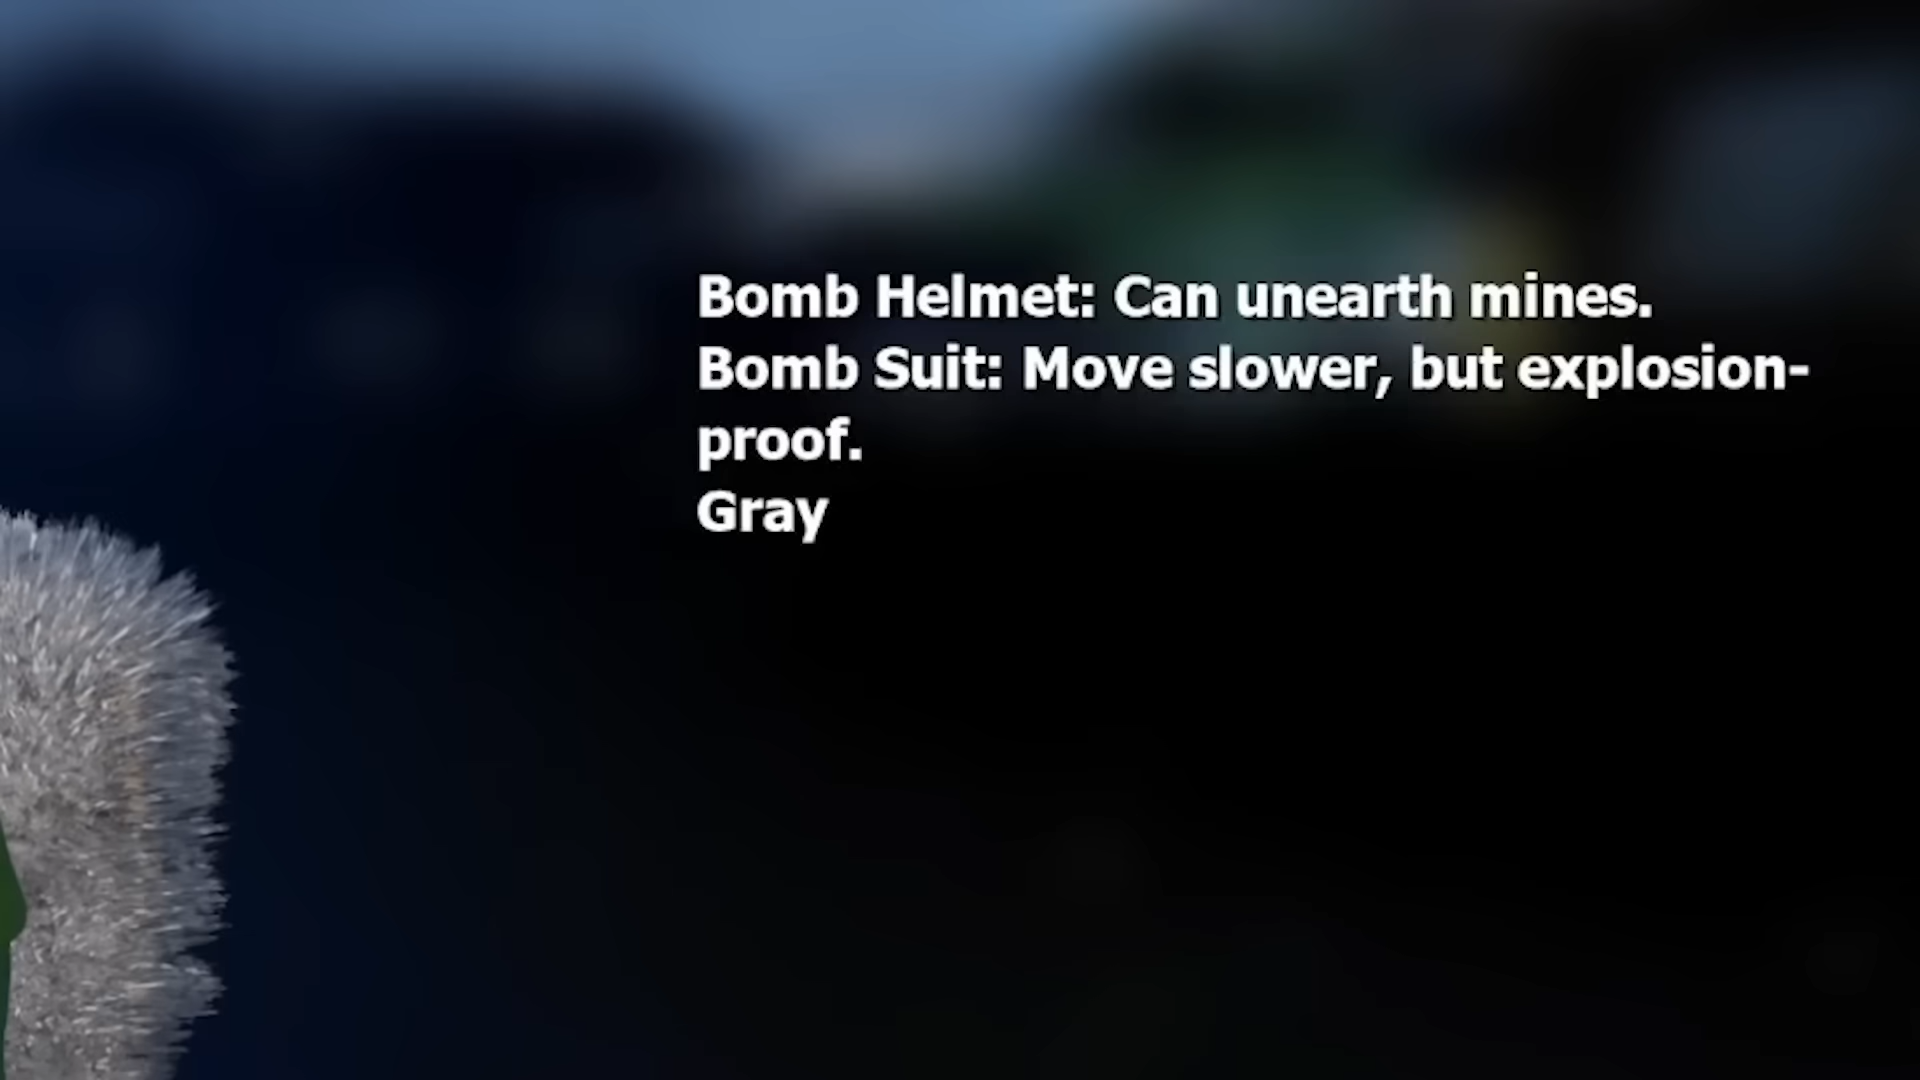 Bomb Helmet: Can unearth mines.
Bomb Suit: Move slower, but explosion-
proof.
Gray